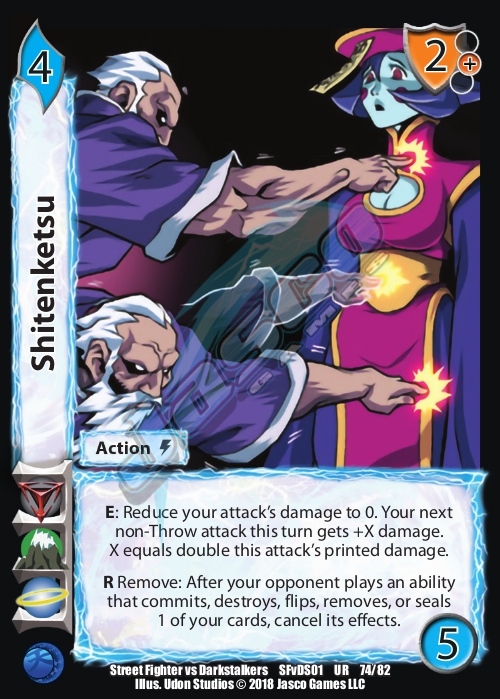 4
2
+
Shitenketsu
Action
E: Reduce your attack's damage to 0. Your next
non-Throw attack this turn gets +X damage.
X equals double this attack's printed damage.
R Remove: After your opponent plays an ability
that commits, destroys, flips, removes, or seals
1 of your cards, cancel its effects.
5
Street Fighter vs Darkstalkers SFvDS01 UR 74/82
Illus. Udon Studios © 2018 Jasco Games LLC